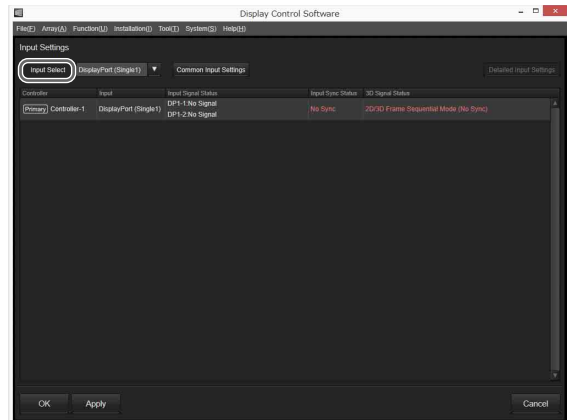 Display Control Software
File(F) Array(A) Function(U) Installation(I) Tool(T) System(S) Help(H)
Input Settings
Input Select DisplayPort (Single1) Common Input Settings Detailed Input Settings
Controller Input Input Signal Status Input Sync Status 3D Signal Status
Primary Controller-1 DisplayPort (Single1) DP1-1:No Signal No Sync 2D/3D Frame Sequential Mode (No Sync)
DP1-2:No Signal
OK Apply Cancel